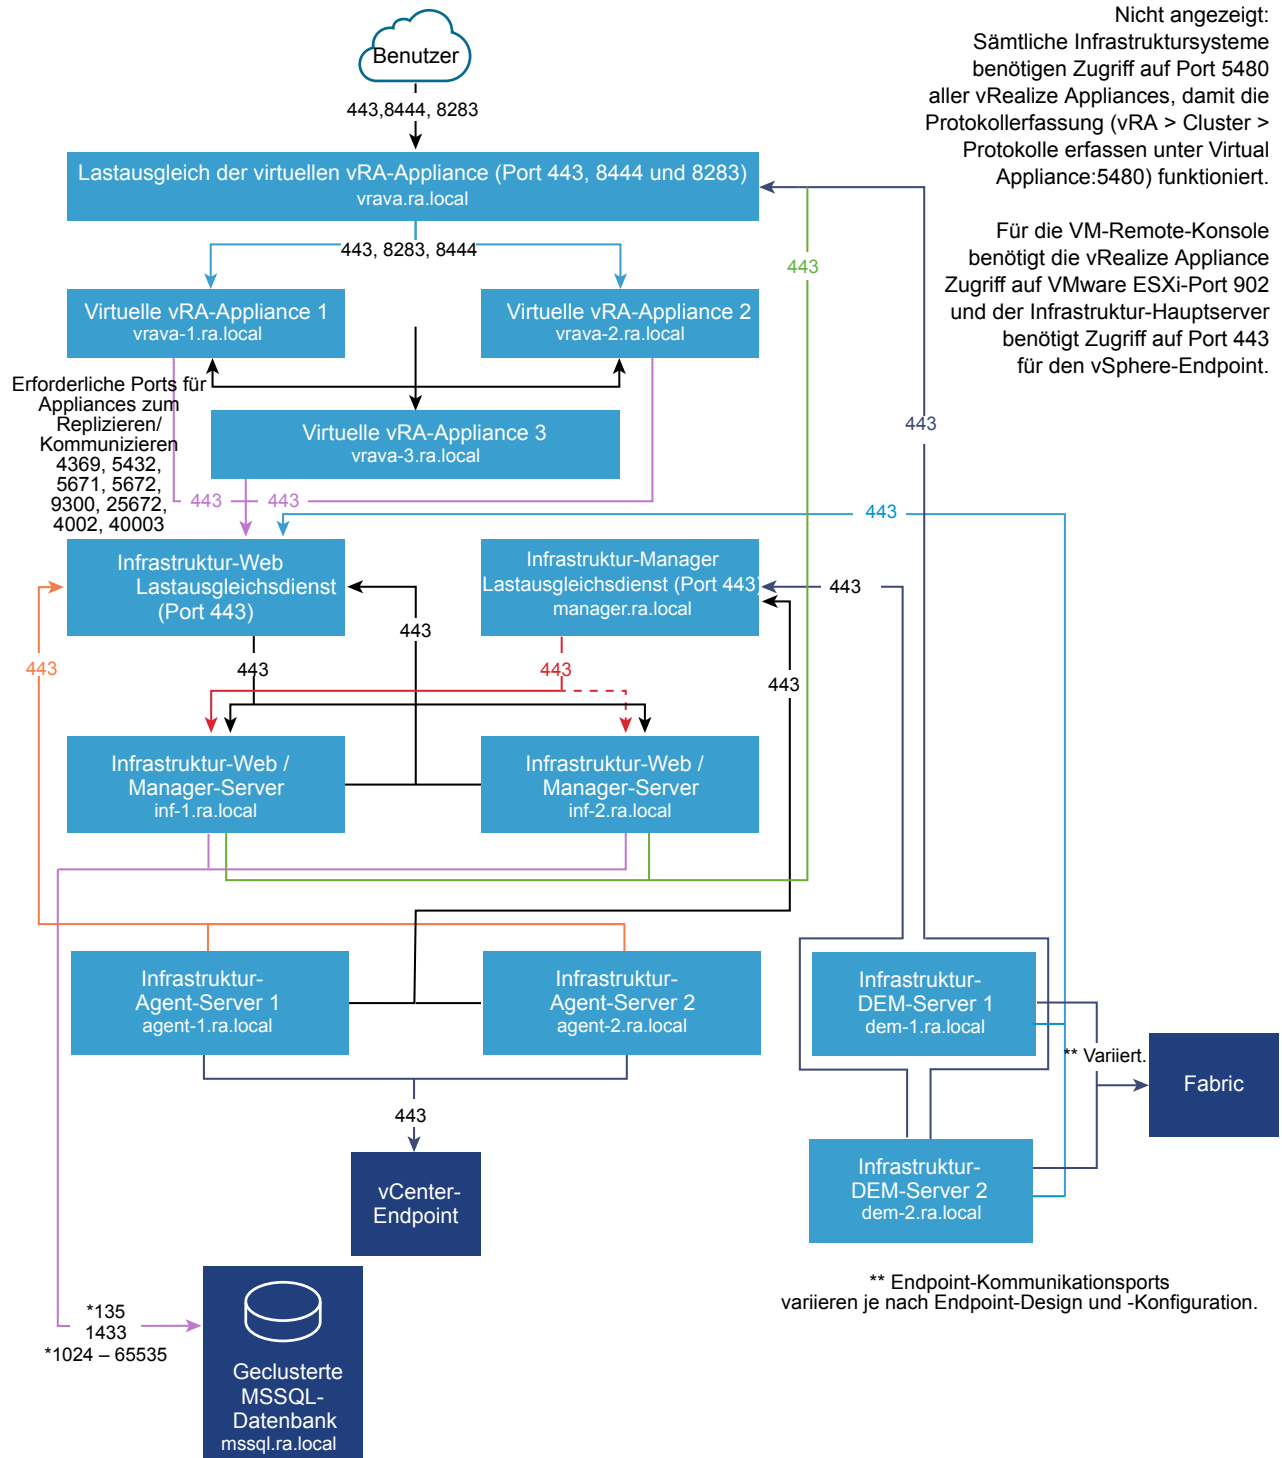 Nicht angezeigt:
Sämtliche Infrastruktursysteme
benötigen Zugriff auf Port 5480
aller vRealize Appliances, damit die
Protokollerfassung (vRA > Cluster >
Protokolle erfassen unter Virtual
Appliance:5480) funktioniert.
Für die VM-Remote-Konsole
benötigt die vRealize Appliance
Zugriff auf VMware ESXi-Port 902
und der Infrastruktur-Hauptserver
benötigt Zugriff auf Port 443
für den vSphere-Endpoint.
Benutzer
443,8444, 8283
Lastausgleich der virtuellen vRA-Appliance (Port 443, 8444 und 8283)
vrava.ra.local
443, 8283, 8444
443
Virtuelle vRA-Appliance 1
vrava-1.ra.local
Virtuelle vRA-Appliance 2
vrava-2.ra.local
Erforderliche Ports für
Appliances zum
Replizieren/
Kommunizieren
4369, 5432,
5671, 5672,
9300, 25672,
4002, 40003
Virtuelle vRA-Appliance 3
vrava-3.ra.local
443
443
443
443
Infrastruktur-Web
Lastausgleichsdienst
(Port 443)
Infrastruktur-Manager
Lastausgleichsdienst (Port 443)
manager.ra.local
443
443
443
443
443
443
Infrastruktur-Web /
Manager-Server
inf-1.ra.local
Infrastruktur-Web /
Manager-Server
inf-2.ra.local
Infrastruktur-
Agent-Server 1
agent-1.ra.local
Infrastruktur-
Agent-Server 2
agent-2.ra.local
Infrastruktur-
DEM-Server 1
dem-1.ra.local
** Variiert.
Fabric
443
vCenter-
Endpoint
Infrastruktur-
DEM-Server 2
dem-2.ra.local
** Endpoint-Kommunikationsports
variieren je nach Endpoint-Design und -Konfiguration.
*135
1433
*1024 – 65535
Geclusterte
MSSQL-
Datenbank
mssql.ra.local